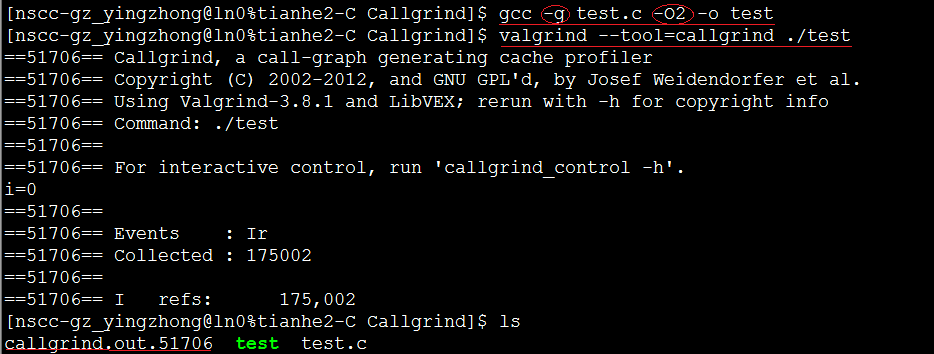 [nscc-gz_yingzhong@ln0%tianhe2-C Callgrind]$ gcc -g test.c -O2 -o test
[nscc-gz_yingzhong@ln0%tianhe2-C Callgrind]$ valgrind --tool=callgrind ./test
==51706== Callgrind, a call-graph generating cache profiler
==51706== Copyright (C) 2002-2012, and GNU GPL'd, by Josef Weidendorfer et al.
==51706== Using Valgrind-3.8.1 and LibVEX; rerun with -h for copyright info
==51706== Command: ./test
==51706==
==51706== For interactive control, run 'callgrind_control -h'.
i=0
==51706==
==51706== Events    : Ir
==51706== Collected : 175002
==51706==
==51706== I   refs:      175,002
[nscc-gz_yingzhong@ln0%tianhe2-C Callgrind]$ ls
callgrind.out.51706  test  test.c